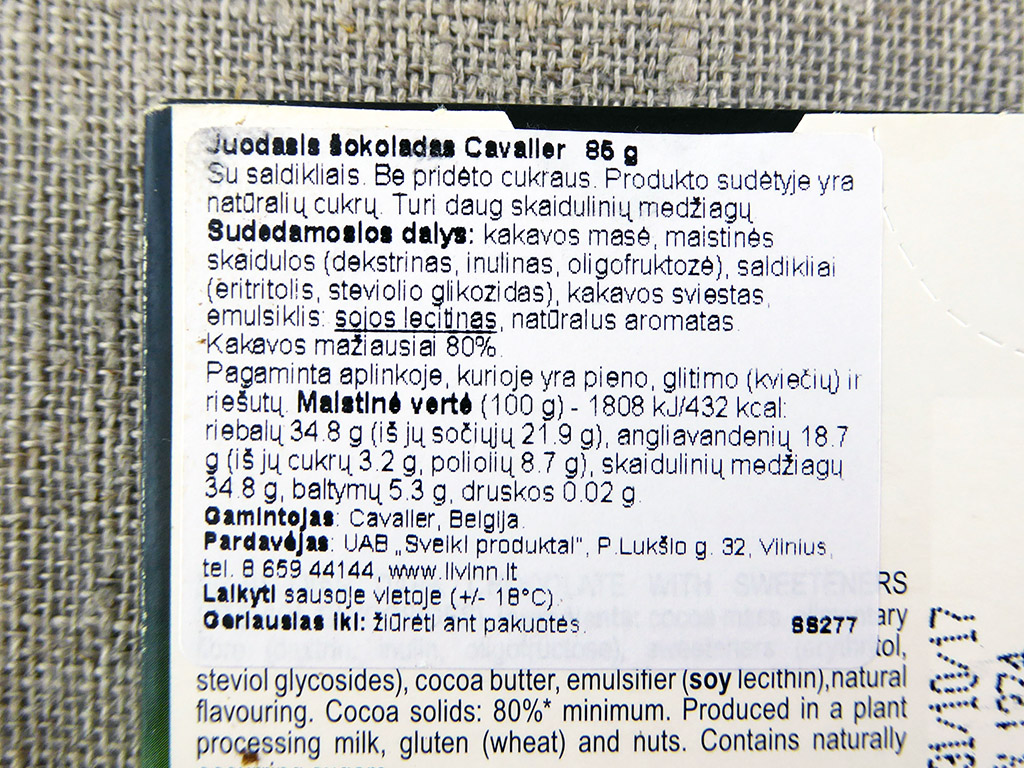 Juodasis šokoladas Cavalier 85 g
Su saldikliais. Be pridėto cukraus. Produkto sudėtyje yra
natūralių cukrų. Turi daug skaidulinių medžiagų
Sudedamosios dalys: kakavos masė, maistinės
skaidulos (dekstrinas, inulinas, oligofruktozė), saldikliai
(eritritolis, steviolio glikozidas), kakavos sviestas,
emulsiklis: sojos lecitinas, natūralus aromatas.
Kakavos mažiausiai 80%.
Pagaminta aplinkoje, kurioje yra pieno, glitimo (kviečių) ir
riešutų. Maistinė vertė (100 g) - 1808 kJ/432 kcal:
riebalų 34.8 g (iš jų sočiųjų 21.9 g), angliavandenių 18.7
g (iš jų cukrų 3.2 g, poliolių 8.7 g), skaidulinių medžiagų
34.8 g, baltymų 5.3 g, druskos 0.02 g.
Gamintojas: Cavalier, Belgija.
Pardavėjas: UAB „Sveiki produktai", P.Lukšio g. 32, Vilnius,
tel. 8 659 44144, www.livinn.lt
Laikyti sausoje vietoje (+/- 18°C).
Geriausias iki: žiūrėti ant pakuotės. SS277
WITH SWEETENERS
steviol glycosides), cocoa butter, emulsifier (soy lecithin),natural
flavouring. Cocoa solids: 80%* minimum. Produced in a plant
processing milk, gluten (wheat) and nuts. Contains naturally